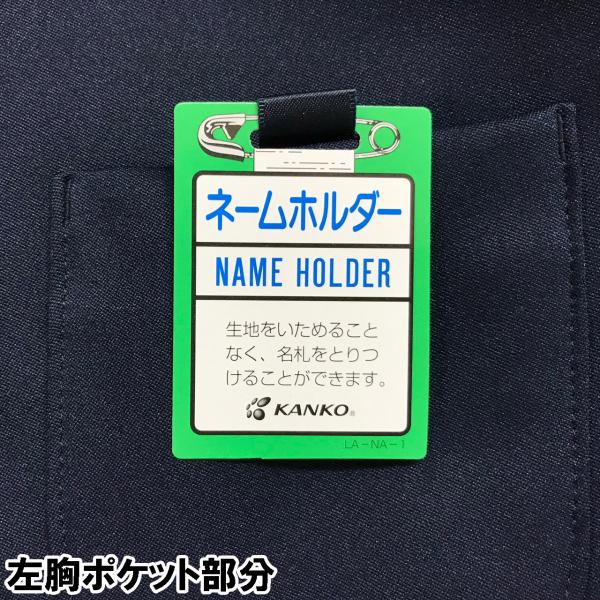 ネームホルダー
NAME HOLDER
生地をいためること
なく、名札をとりつ
けることができます。
KANKO®
LA-NA-1
左胸ポケット部分